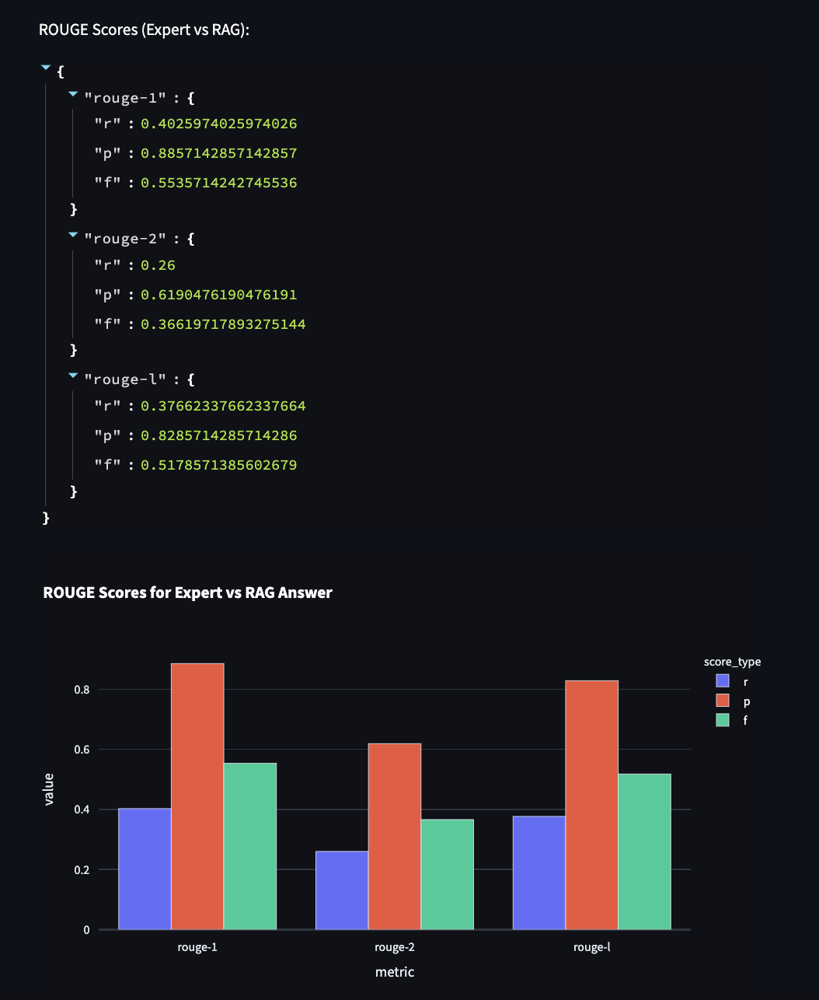 ROUGE Scores (Expert vs RAG):
{
"rouge-1" : {
"r" : 0.4025974025974026
"p" : 0.8857142857142857
"f" : 0.5535714242745536
}
"rouge-2" : {
"r" : 0.26
"p" : 0.6190476190476191
"f" : 0.36619717893275144
}
"rouge-l" : {
"r" : 0.37662337662337664
"p" : 0.8285714285714286
"f" : 0.5178571385602679
}
}
ROUGE Scores for Expert vs RAG Answer
score_type
r
p
f
0.8
0.6
0.4
0.2
0
value
rouge-1
rouge-2
rouge-l
metric